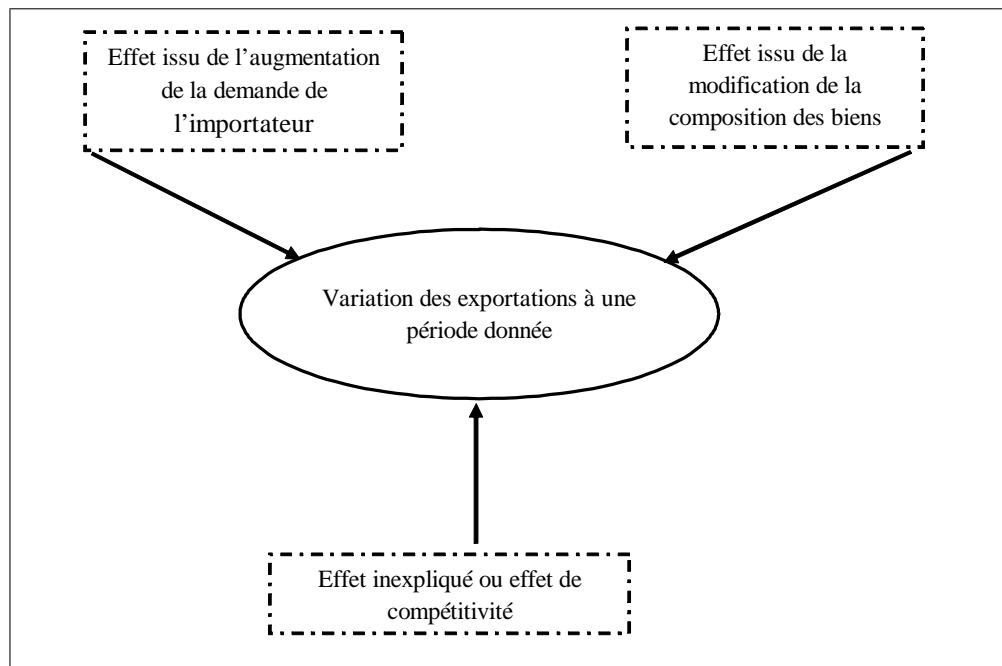 Effet issu de l’augmentation
de la demande de
l’importateur
Effet issu de la
modification de la
composition des biens
Variation des exportations à une
période donnée
Effet inexpliqué ou effet de
compétitivité